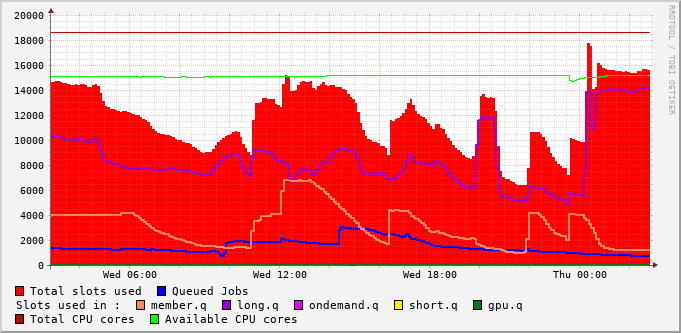 20000
18000
16000
14000
12000
10000
8000
6000
4000
2000
0
Wed 06:00 Wed 12:00 Wed 18:00 Thu 00:00
RRDTOOL / TOBI OETIKER
Total slots used Queued Jobs
Slots used in : member.q long.q ondemand.q short.q gpu.q
Total CPU cores Available CPU cores